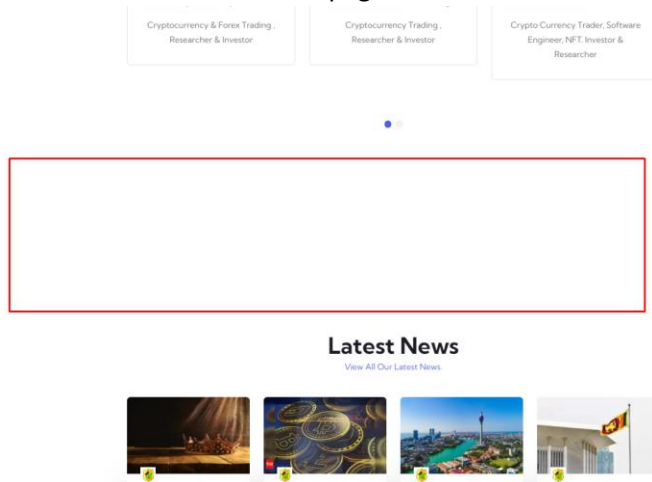 Cryptocurrency & Forex Trading ,
Researcher & Investor
Cryptocurrency Trading ,
Researcher & Investor
Crypto Currency Trader, Software
Engineer, NFT. Investor &
Researcher
Latest News
View All Our Latest News